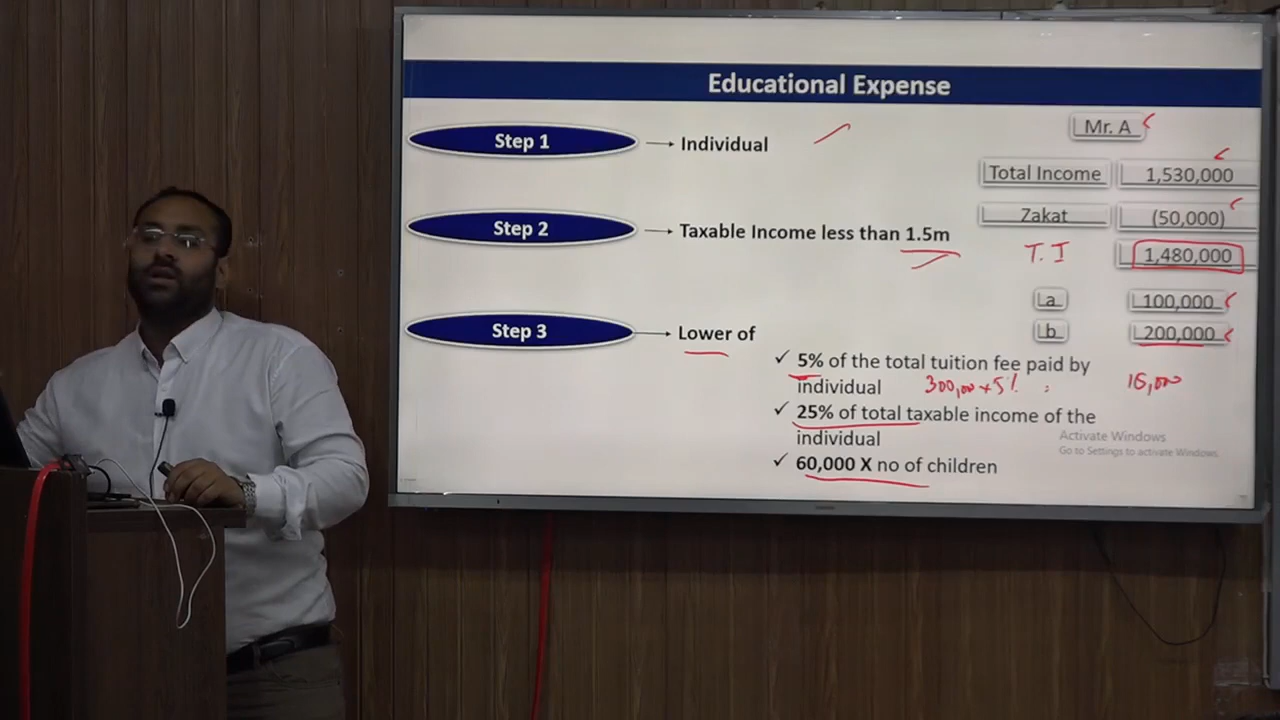 Educational Expense
Step 1
Individual
Mr. A
Total Income 1,530,000
Step 2
Taxable Income less than 1.5m
Zakat (50,000)
T.I 1,480,000
a 100,000
Step 3
Lower of
b 200,000
✓ 5% of the total tuition fee paid by
individual 300,000 x 5% : 15,000
✓ 25% of total taxable income of the
individual
✓ 60,000 X no of children
Activate Windows
Go to Settings to activate Windows.